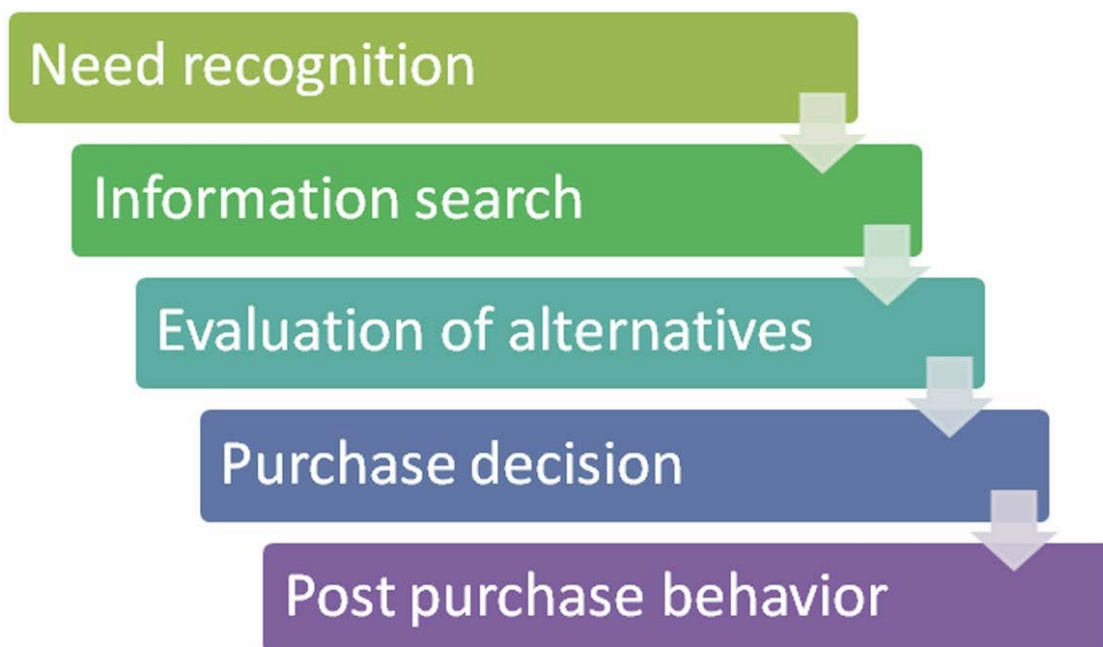 Need recognition
Information search
Evaluation of alternatives
Purchase decision
Post purchase behavior